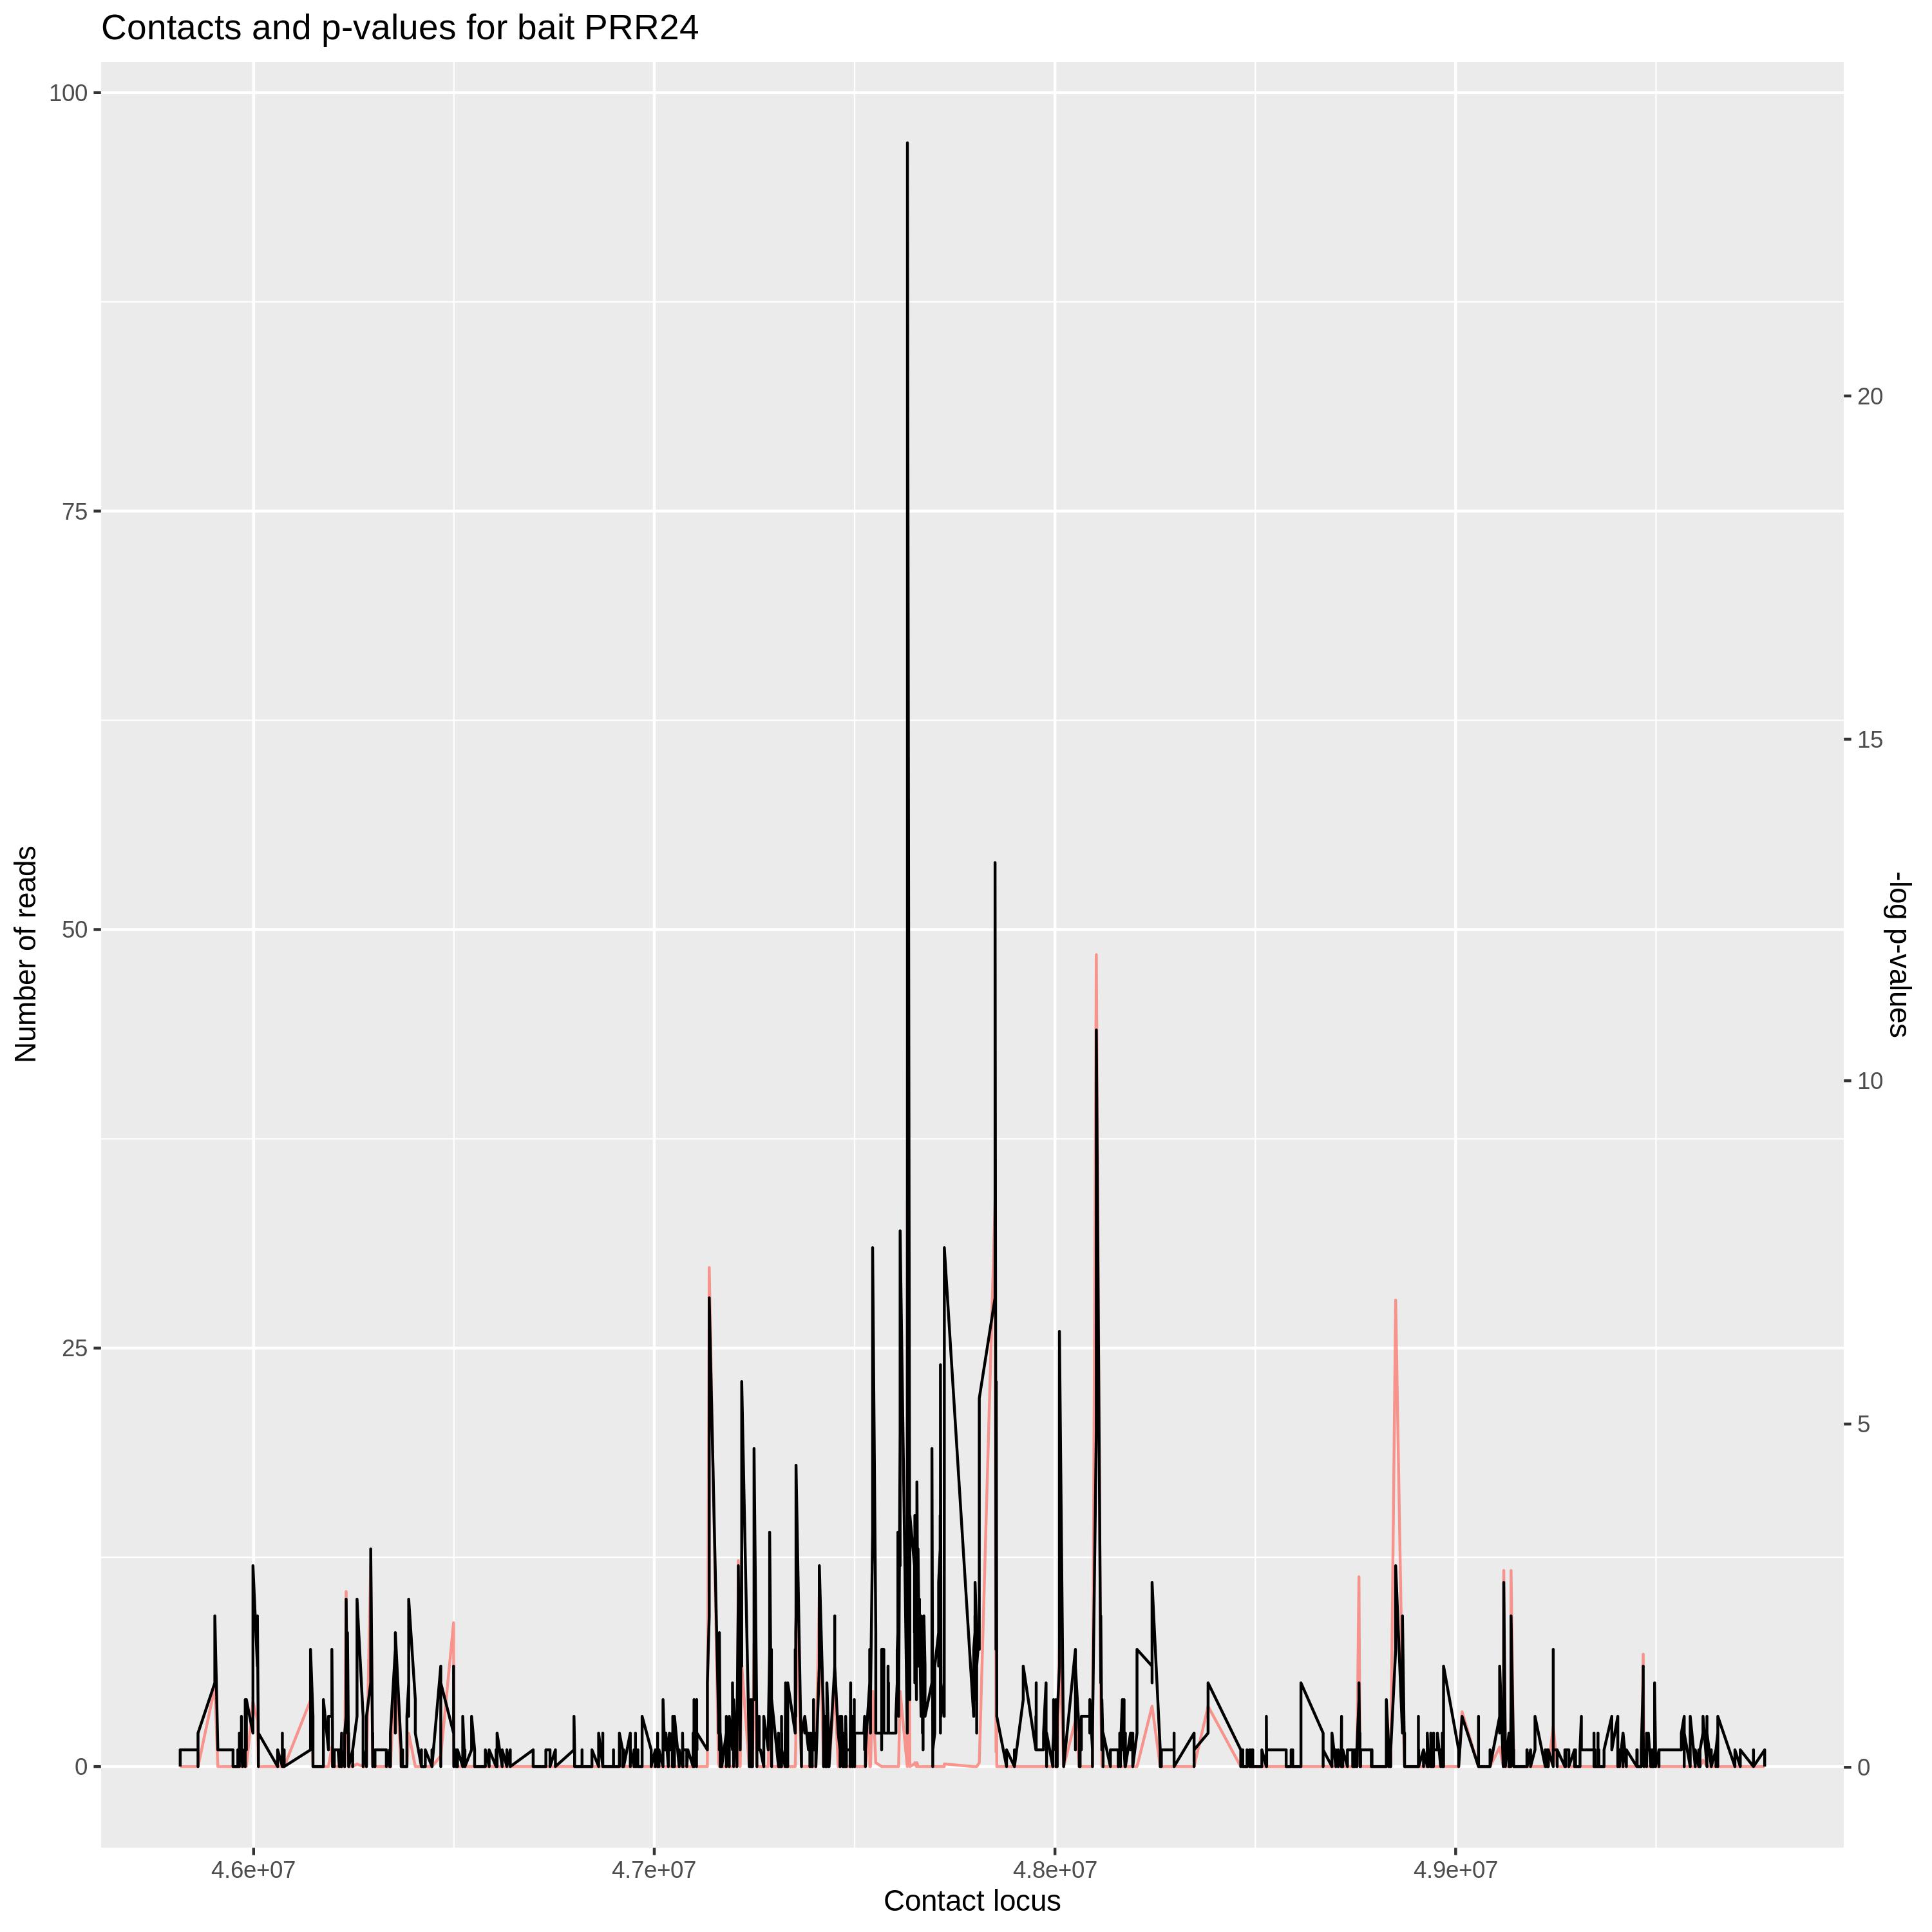 Contacts and p-values for bait PRR24
100
75
50
25
0
Number of reads
20
15
10
5
0
-log p-values
4.6e+07
4.7e+07
4.8e+07
4.9e+07
Contact locus